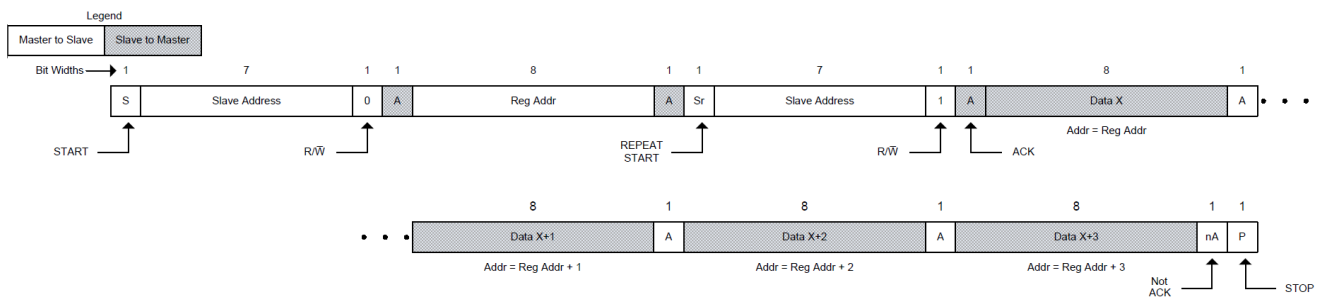 Legend
Master to Slave Slave to Master
Bit Widths 1 7 1 1 8 1 1 7 1 1 8 1
S Slave Address 0 A Reg Addr A Sr Slave Address 1 A Data X A
Addr = Reg Addr
START R/W̅ REPEAT START R/W̅ ACK
8 1 8 1 8 1 1
Data X+1 A Data X+2 A Data X+3 nA P
Addr = Reg Addr + 1 Addr = Reg Addr + 2 Addr = Reg Addr + 3
Not ACK STOP